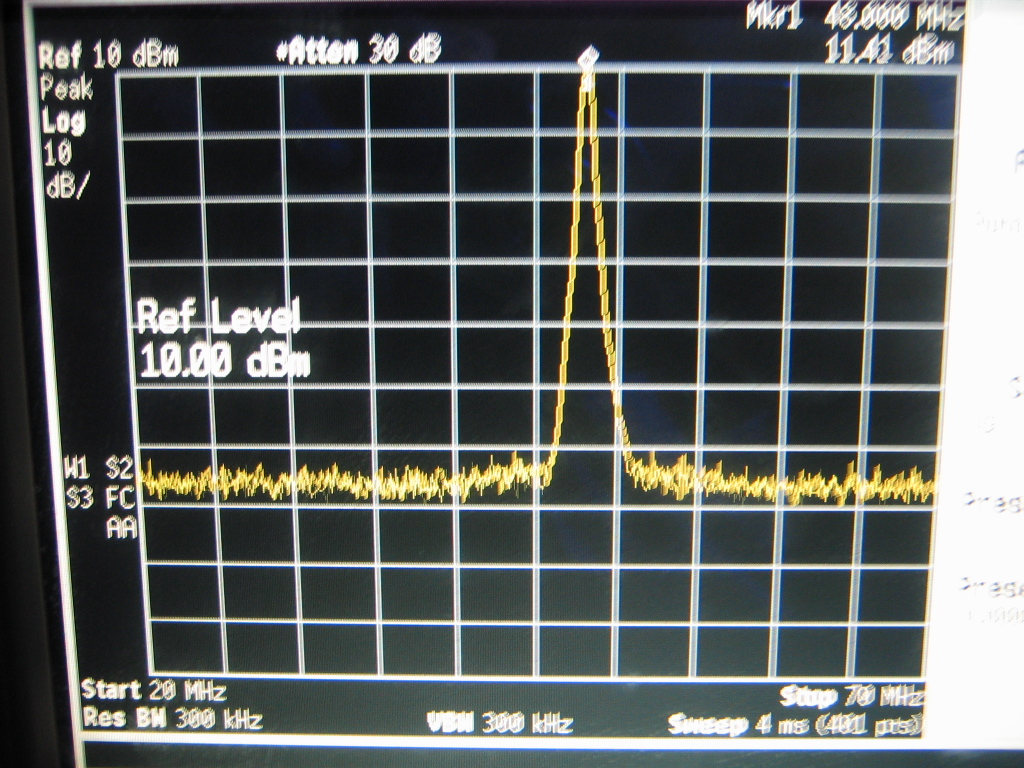 Mkr1 48.000 MHz
Ref 10 dBm #Atten 30 dB 11.41 dBm
Peak
Log
10
dB/
Ref Level
10.00 dBm
W1 S2
S3 FC
AA
Start 20 MHz Stop 70 MHz
Res BW 300 kHz VBW 300 kHz Sweep 4 ms (401 pts)